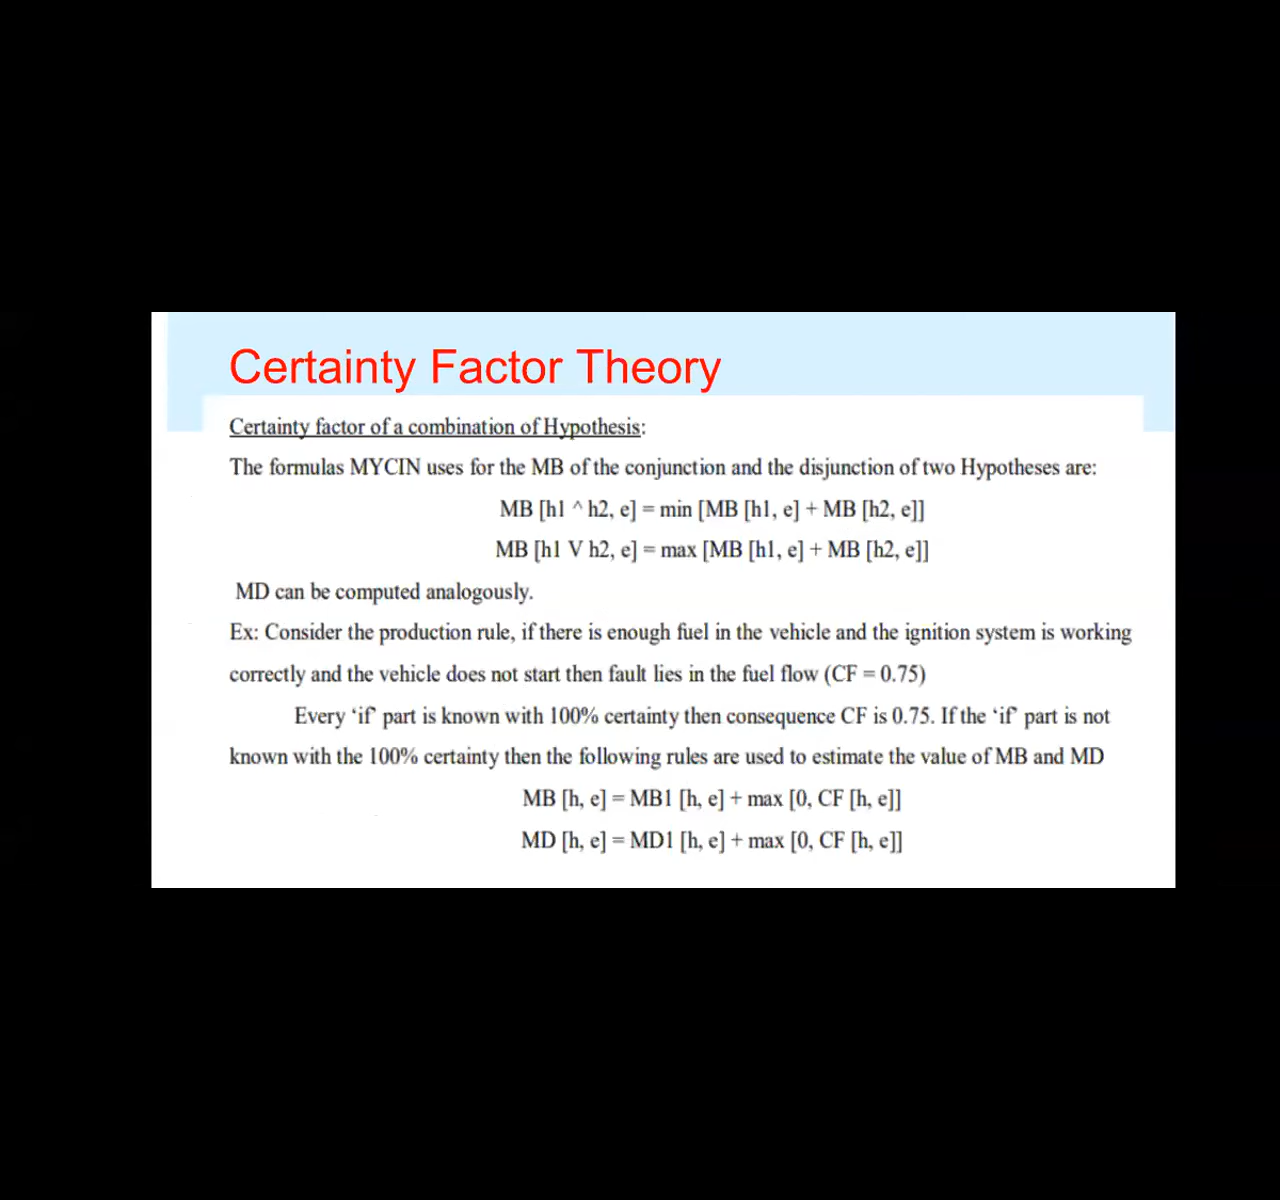 Certainty Factor Theory
Certainty factor of a combination of Hypothesis:
The formulas MYCIN uses for the MB of the conjunction and the disjunction of two Hypotheses are:
MB [h1 ^ h2, e] = min [MB [h1, e] + MB [h2, e]]
MB [h1 V h2, e] = max [MB [h1, e] + MB [h2, e]]
MD can be computed analogously.
Ex: Consider the production rule, if there is enough fuel in the vehicle and the ignition system is working
correctly and the vehicle does not start then fault lies in the fuel flow (CF = 0.75)
Every ‘if’ part is known with 100% certainty then consequence CF is 0.75. If the ‘if’ part is not
known with the 100% certainty then the following rules are used to estimate the value of MB and MD
MB [h, e] = MB1 [h, e] + max [0, CF [h, e]]
MD [h, e] = MD1 [h, e] + max [0, CF [h, e]]